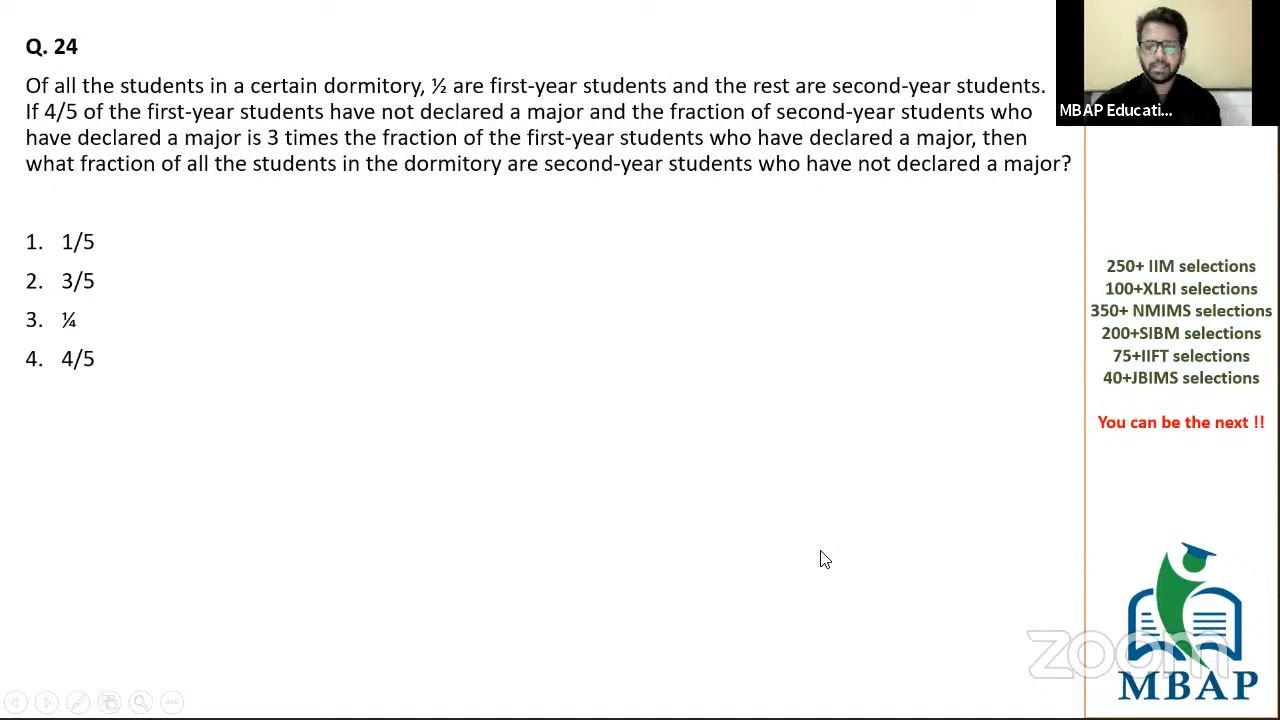 Q. 24
Of all the students in a certain dormitory, ½ are first-year students and the rest are second-year students.
If 4/5 of the first-year students have not declared a major and the fraction of second-year students who
have declared a major is 3 times the fraction of the first-year students who have declared a major, then
what fraction of all the students in the dormitory are second-year students who have not declared a major?
1. 1/5
2. 3/5
3. ¼
4. 4/5
MBAP Educati...
250+ IIM selections
100+XLRI selections
350+ NMIMS selections
200+SIBM selections
75+IIFT selections
40+JBIMS selections
You can be the next !!
zoom
MBAP